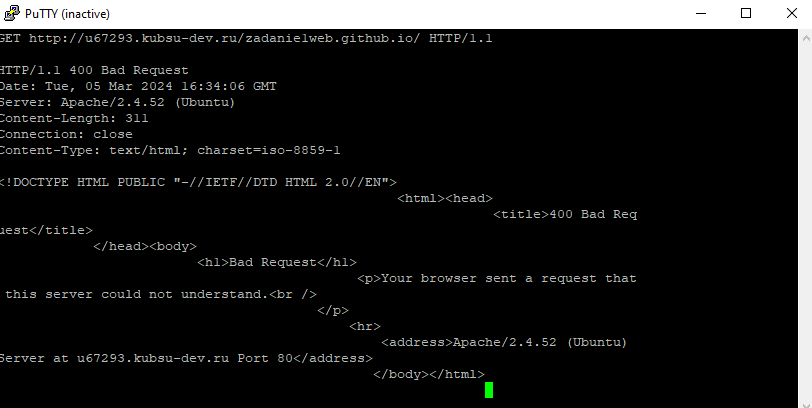 PuTTY (inactive)
GET http://u67293.kubsu-dev.ru/zadanielweb.github.io/ HTTP/1.1
HTTP/1.1 400 Bad Request
Date: Tue, 05 Mar 2024 16:34:06 GMT
Server: Apache/2.4.52 (Ubuntu)
Content-Length: 311
Connection: close
Content-Type: text/html; charset=iso-8859-1
<!DOCTYPE HTML PUBLIC "-//IETF//DTD HTML 2.0//EN">
<html><head>
<title>400 Bad Req
uest</title>
</head><body>
<h1>Bad Request</h1>
<p>Your browser sent a request that
this server could not understand.<br />
</p>
<hr>
<address>Apache/2.4.52 (Ubuntu)
Server at u67293.kubsu-dev.ru Port 80</address>
</body></html>